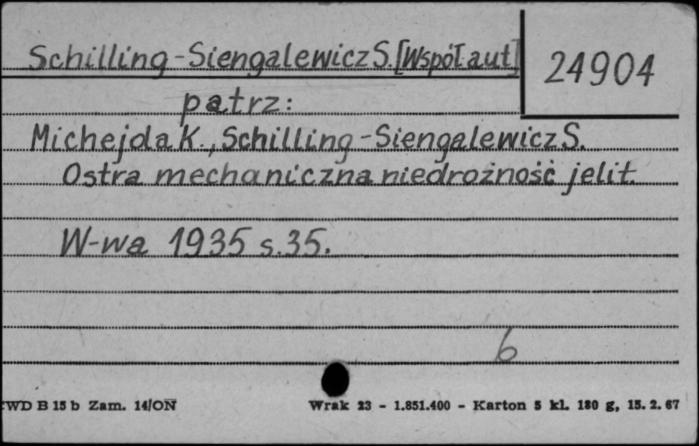 Schilling-Siengalewicz S. [Współaut]
24904
patrz:
Michejda K., Schilling-Siengalewicz S.
Ostra mechaniczna niedrożność jelit.
W-wa 1935 s. 35.
6
WD B 15 b Zam. 14/ON
Wrak 23 - 1.851.400 - Karton 5 kl. 180 g, 15. 2. 67